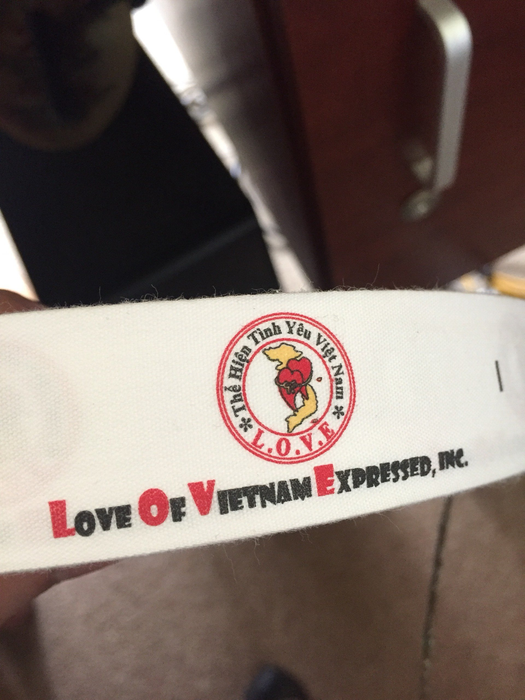 * Thể Hiện Tình Yêu Việt Nam *
L.O.V.E
LOVE OF VIETNAM EXPRESSED, INC.